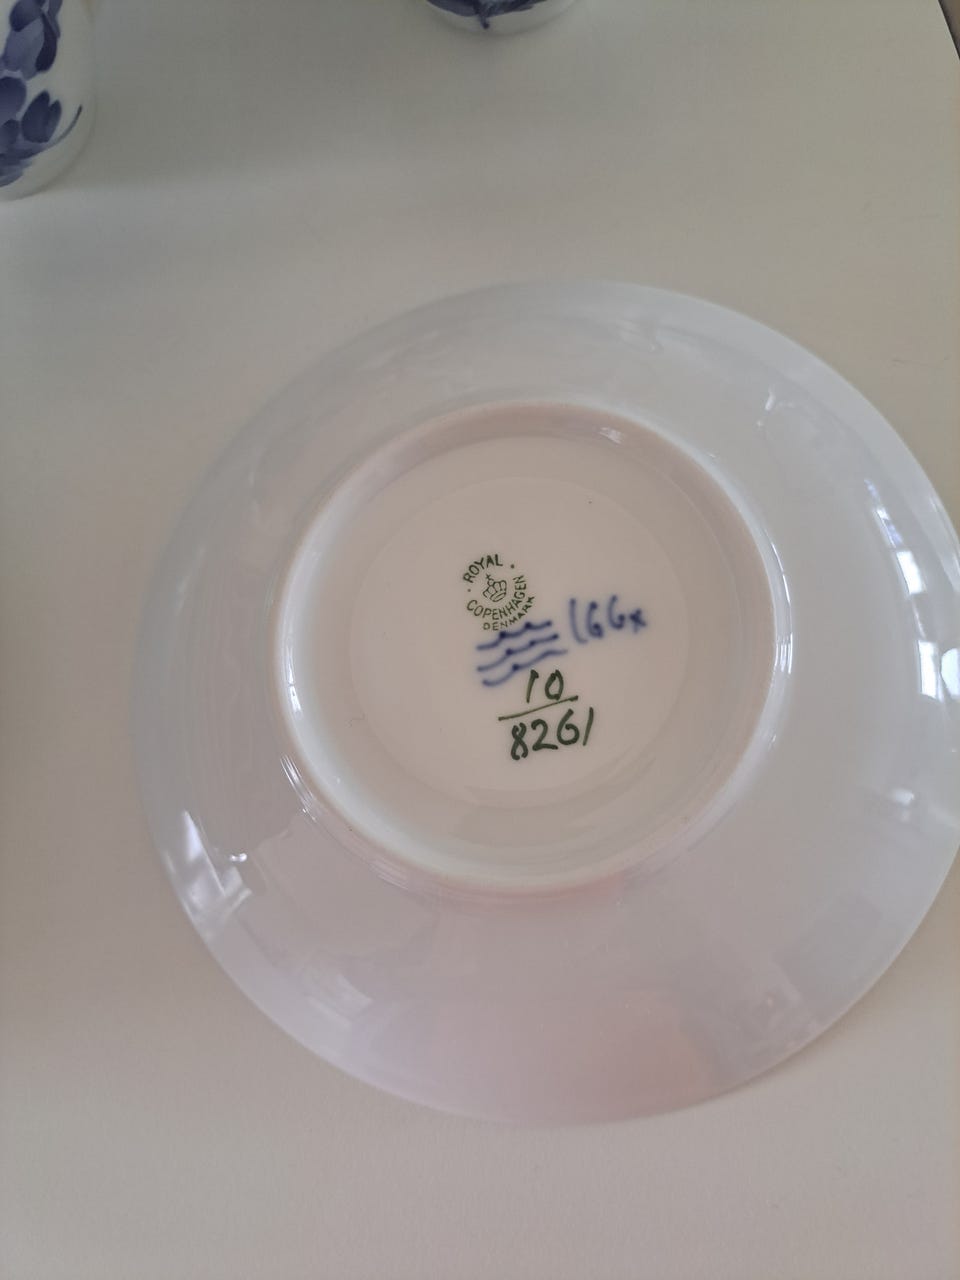 ROYAL
COPENHAGEN
DENMARK
166x
10
8261